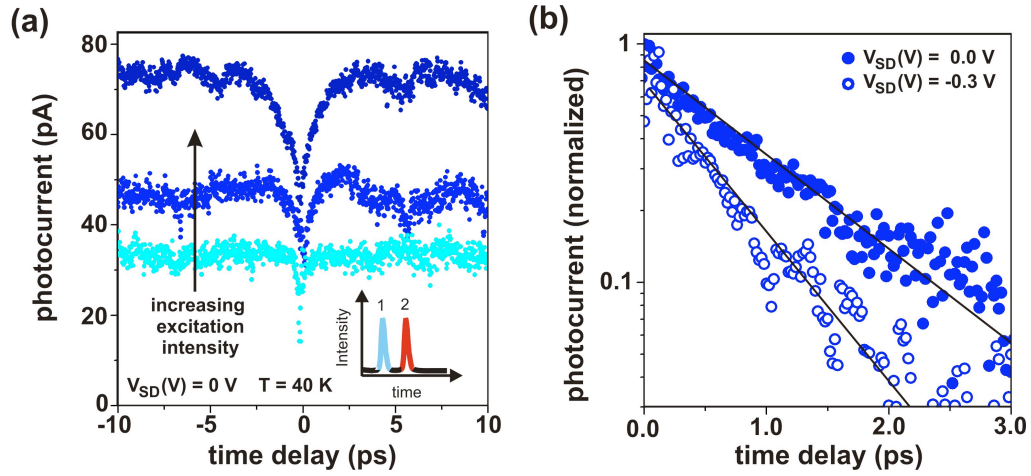 (a)
80
60
40
20
0
photocurrent (pA)
increasing
excitation
intensity
1 2
Intensity
time
V_SD(V) = 0 V T = 40 K
-10 -5 0 5 10
time delay (ps)
(b)
1
0.1
photocurrent (normalized)
V_SD(V) = 0.0 V
V_SD(V) = -0.3 V
0.0 1.0 2.0 3.0
time delay (ps)